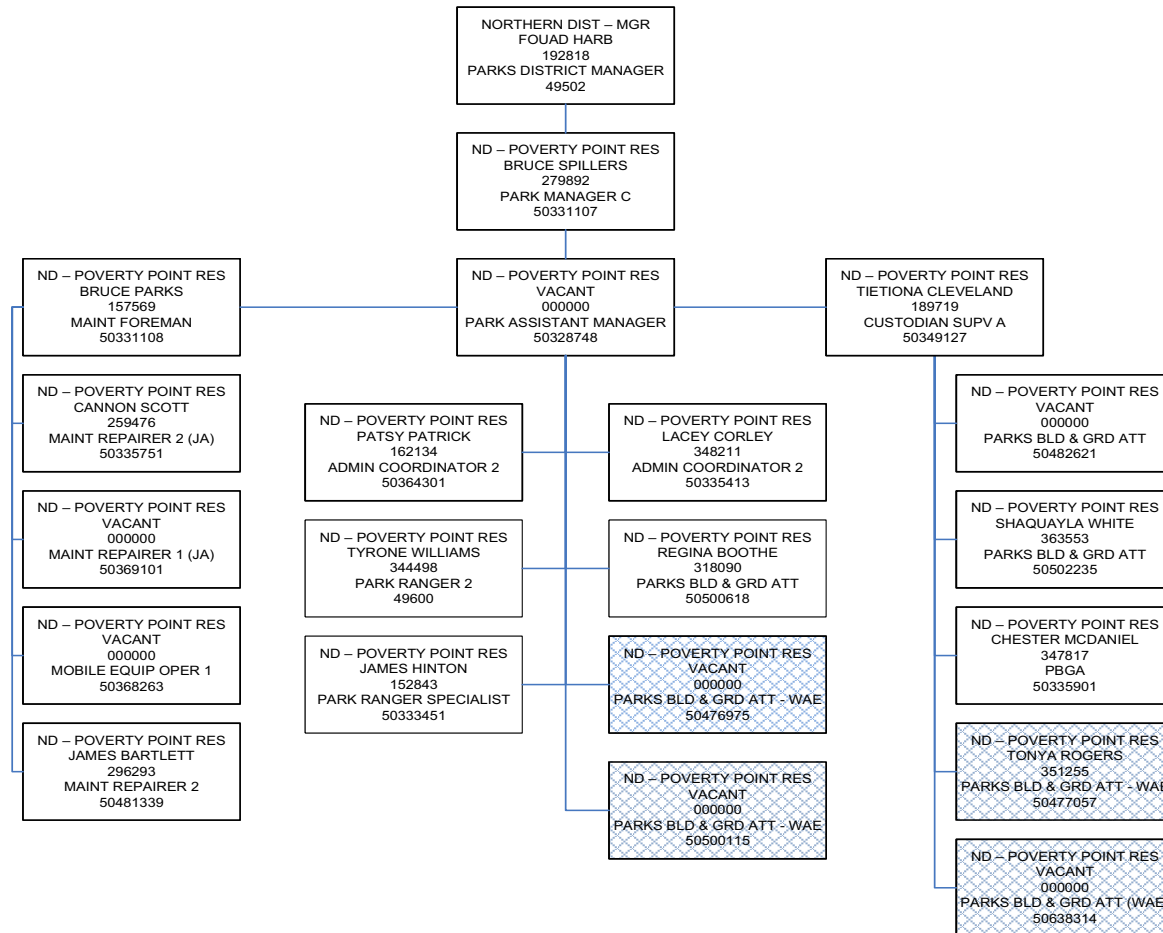 NORTHERN DIST – MGR
FOUAD HARB
192818
PARKS DISTRICT MANAGER
49502
ND – POVERTY POINT RES
BRUCE SPILLERS
279892
PARK MANAGER C
50331107
ND – POVERTY POINT RES
BRUCE PARKS
157569
MAINT FOREMAN
50331108
ND – POVERTY POINT RES
VACANT
000000
PARK ASSISTANT MANAGER
50328748
ND – POVERTY POINT RES
TIETIONA CLEVELAND
189719
CUSTODIAN SUPV A
50349127
ND – POVERTY POINT RES
CANNON SCOTT
259476
MAINT REPAIRER 2 (JA)
50335751
ND – POVERTY POINT RES
VACANT
000000
MAINT REPAIRER 1 (JA)
50369101
ND – POVERTY POINT RES
VACANT
000000
MOBILE EQUIP OPER 1
50368263
ND – POVERTY POINT RES
JAMES BARTLETT
296293
MAINT REPAIRER 2
50481339
ND – POVERTY POINT RES
PATSY PATRICK
162134
ADMIN COORDINATOR 2
50364301
ND – POVERTY POINT RES
LACEY CORLEY
348211
ADMIN COORDINATOR 2
50335413
ND – POVERTY POINT RES
TYRONE WILLIAMS
344498
PARK RANGER 2
49600
ND – POVERTY POINT RES
REGINA BOOTHE
318090
PARKS BLD & GRD ATT
50500618
ND – POVERTY POINT RES
JAMES HINTON
152843
PARK RANGER SPECIALIST
50333451
ND – POVERTY POINT RES
VACANT
000000
PARKS BLD & GRD ATT - WAE
50476975
ND – POVERTY POINT RES
VACANT
000000
PARKS BLD & GRD ATT - WAE
50500115
ND – POVERTY POINT RES
VACANT
000000
PARKS BLD & GRD ATT
50482621
ND – POVERTY POINT RES
SHAQUAYLA WHITE
363553
PARKS BLD & GRD ATT
50502235
ND – POVERTY POINT RES
CHESTER MCDANIEL
347817
PBGA
50335901
ND – POVERTY POINT RES
TONYA ROGERS
351255
PARKS BLD & GRD ATT - WAE
50477057
ND – POVERTY POINT RES
VACANT
000000
PARKS BLD & GRD ATT (WAE
50638314